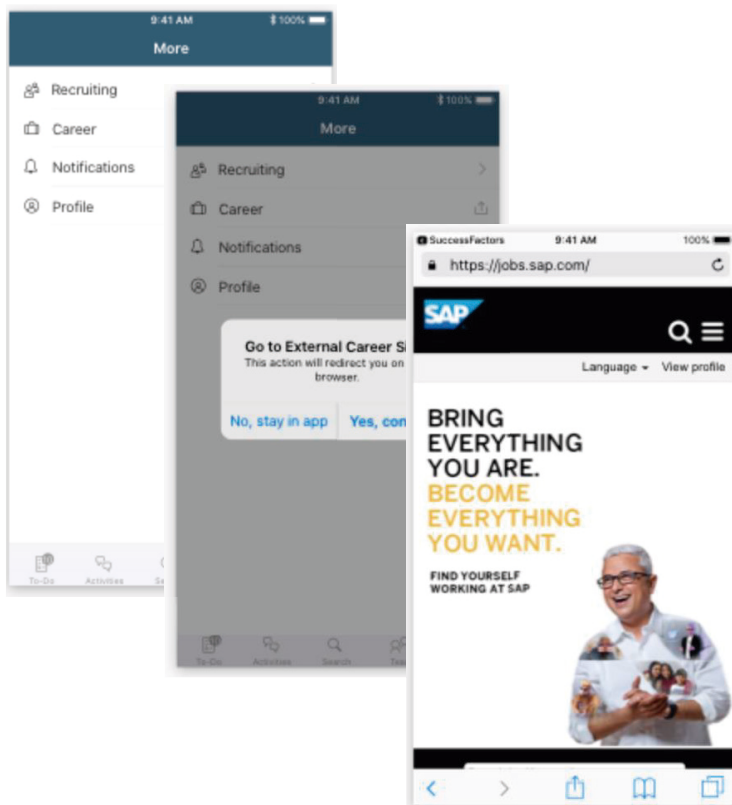 9:41 AM
100%
More
Recruiting
Career
Notifications
Profile
To-Do
Activities
9:41 AM
100%
More
Recruiting
Career
Notifications
Profile
Go to External Career Si
This action will redirect you on
browser.
No, stay in app
Yes, con
To-Do
Activities
Search
SuccessFactors
9:41 AM
100%
https://jobs.sap.com/
SAP
Language
View profile
BRING
EVERYTHING
YOU ARE.
BECOME
EVERYTHING
YOU WANT.
FIND YOURSELF
WORKING AT SAP